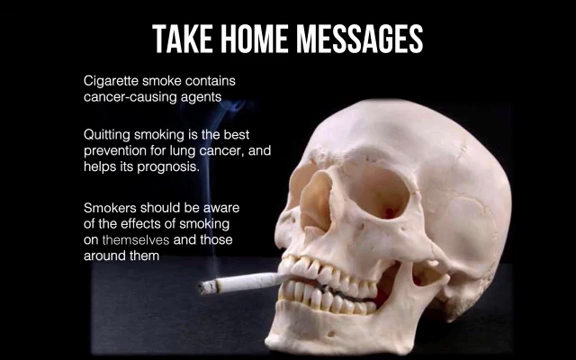 TAKE HOME MESSAGES
Cigarette smoke contains
cancer-causing agents
Quitting smoking is the best
prevention for lung cancer, and
helps its prognosis.
Smokers should be aware
of the effects of smoking
on themselves and those
around them